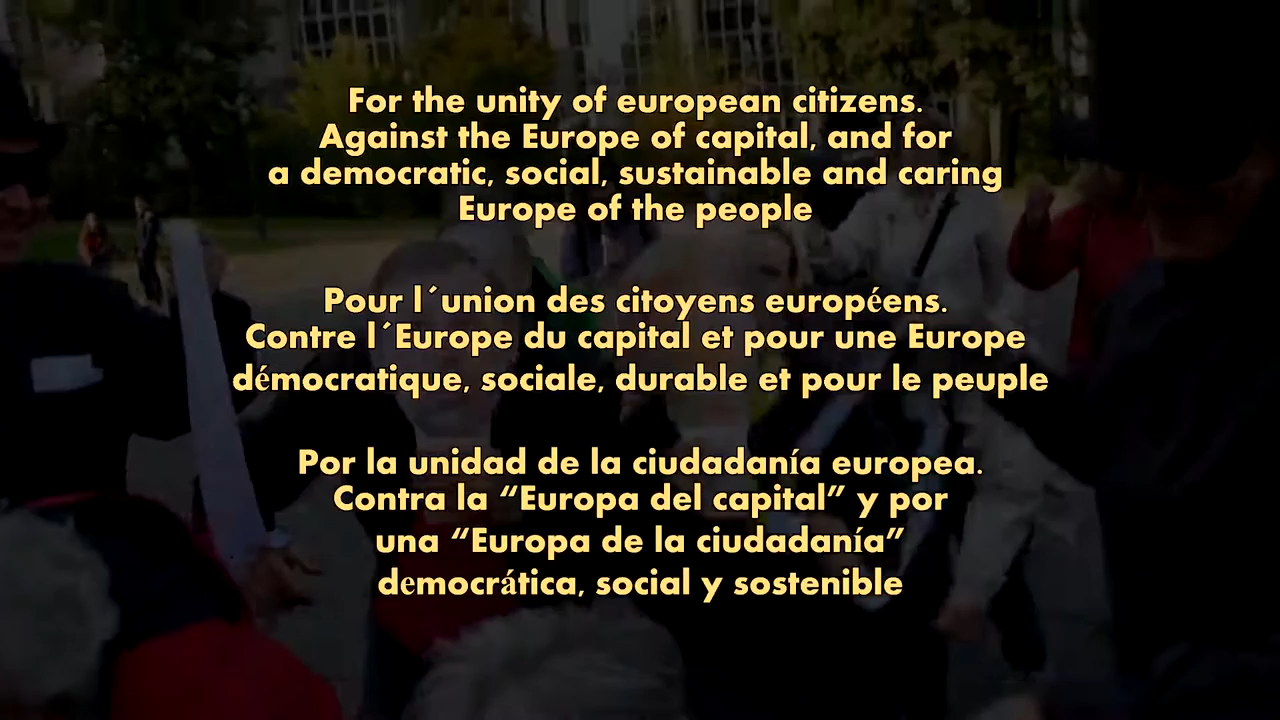 For the unity of european citizens.
Against the Europe of capital, and for
a democratic, social, sustainable and caring
Europe of the people
Pour l´union des citoyens européens.
Contre l´Europe du capital et pour une Europe
démocratique, sociale, durable et pour le peuple
Por la unidad de la ciudadanía europea.
Contra la “Europa del capital” y por
una “Europa de la ciudadanía”
democrática, social y sostenible